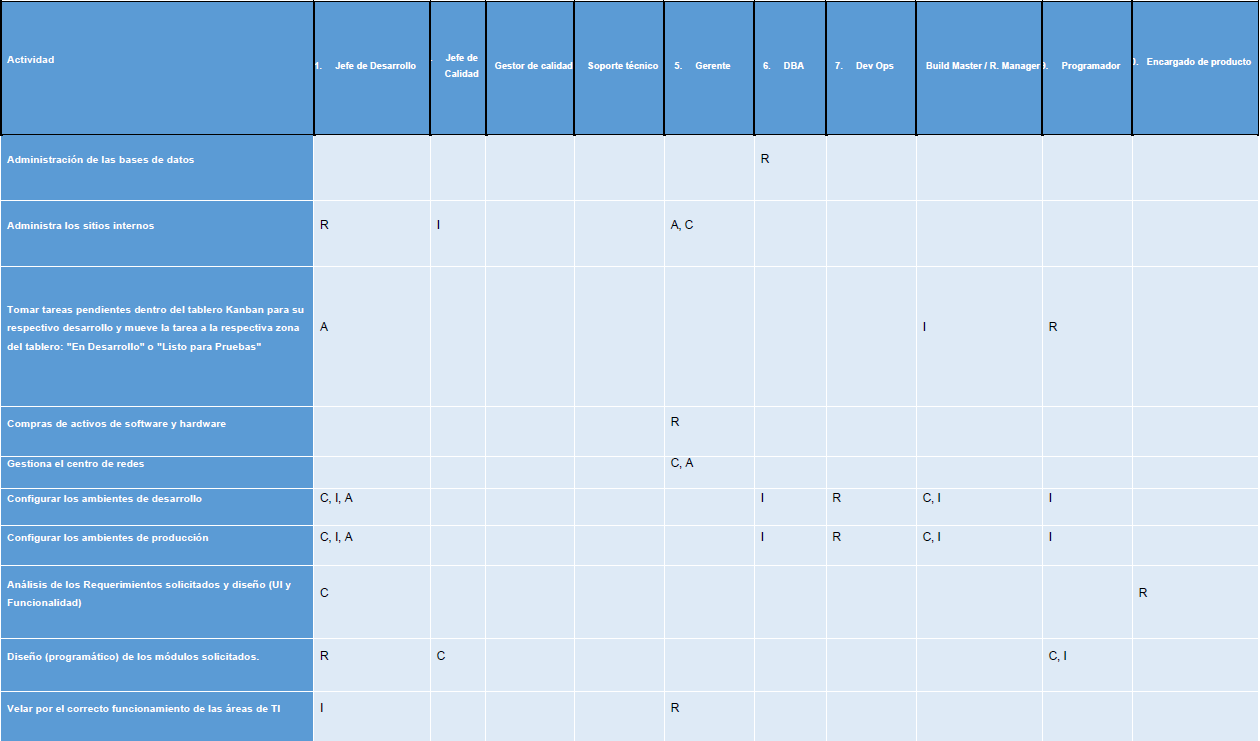 Actividad
1. Jefe de Desarrollo
Jefe de
Calidad
Gestor de calidad
Soporte técnico
5. Gerente
6. DBA
7. Dev Ops
Build Master / R. Manager
Programador
Encargado de producto
Administración de las bases de datos
R
Administra los sitios internos
R I A, C
Tomar tareas pendientes dentro del tablero Kanban para su
respectivo desarrollo y mueve la tarea a la respectiva zona
del tablero: "En Desarrollo" o "Listo para Pruebas"
A I R
Compras de activos de software y hardware
R
Gestiona el centro de redes
C, A
Configurar los ambientes de desarrollo
C, I, A I R C, I I
Configurar los ambientes de producción
C, I, A I R C, I I
Análisis de los Requerimientos solicitados y diseño (UI y
Funcionalidad)
C R
Diseño (programático) de los módulos solicitados.
R C C, I
Velar por el correcto funcionamiento de las áreas de TI
I R